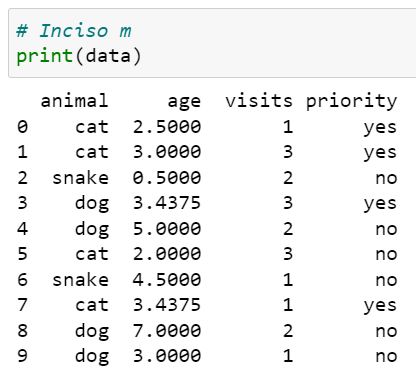 # Inciso m
print(data)
animal age visits priority
0 cat 2.5000 1 yes
1 cat 3.0000 3 yes
2 snake 0.5000 2 no
3 dog 3.4375 3 yes
4 dog 5.0000 2 no
5 cat 2.0000 3 no
6 snake 4.5000 1 no
7 cat 3.4375 1 yes
8 dog 7.0000 2 no
9 dog 3.0000 1 no